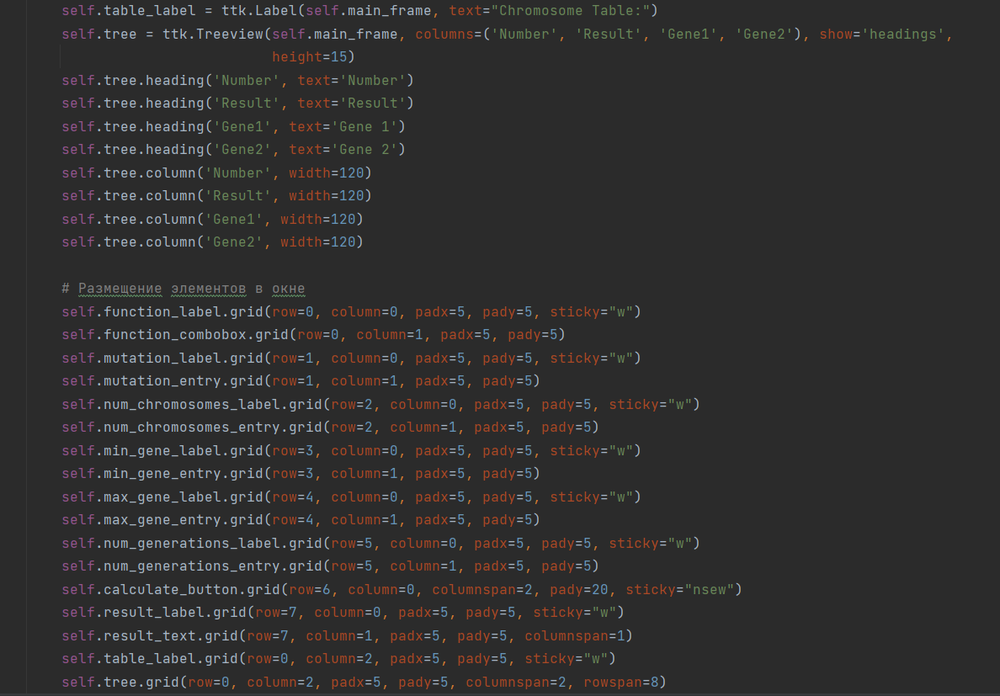 self.table_label = ttk.Label(self.main_frame, text="Chromosome Table:")
self.tree = ttk.Treeview(self.main_frame, columns=('Number', 'Result', 'Gene1', 'Gene2'), show='headings',
height=15)
self.tree.heading('Number', text='Number')
self.tree.heading('Result', text='Result')
self.tree.heading('Gene1', text='Gene 1')
self.tree.heading('Gene2', text='Gene 2')
self.tree.column('Number', width=120)
self.tree.column('Result', width=120)
self.tree.column('Gene1', width=120)
self.tree.column('Gene2', width=120)
# Размещение элементов в окне
self.function_label.grid(row=0, column=0, padx=5, pady=5, sticky="w")
self.function_combobox.grid(row=0, column=1, padx=5, pady=5)
self.mutation_label.grid(row=1, column=0, padx=5, pady=5, sticky="w")
self.mutation_entry.grid(row=1, column=1, padx=5, pady=5)
self.num_chromosomes_label.grid(row=2, column=0, padx=5, pady=5, sticky="w")
self.num_chromosomes_entry.grid(row=2, column=1, padx=5, pady=5)
self.min_gene_label.grid(row=3, column=0, padx=5, pady=5, sticky="w")
self.min_gene_entry.grid(row=3, column=1, padx=5, pady=5)
self.max_gene_label.grid(row=4, column=0, padx=5, pady=5, sticky="w")
self.max_gene_entry.grid(row=4, column=1, padx=5, pady=5)
self.num_generations_label.grid(row=5, column=0, padx=5, pady=5, sticky="w")
self.num_generations_entry.grid(row=5, column=1, padx=5, pady=5)
self.calculate_button.grid(row=6, column=0, columnspan=2, pady=20, sticky="nsew")
self.result_label.grid(row=7, column=0, padx=5, pady=5, sticky="w")
self.result_text.grid(row=7, column=1, padx=5, pady=5, columnspan=1)
self.table_label.grid(row=0, column=2, padx=5, pady=5, sticky="w")
self.tree.grid(row=0, column=2, padx=5, pady=5, columnspan=2, rowspan=8)